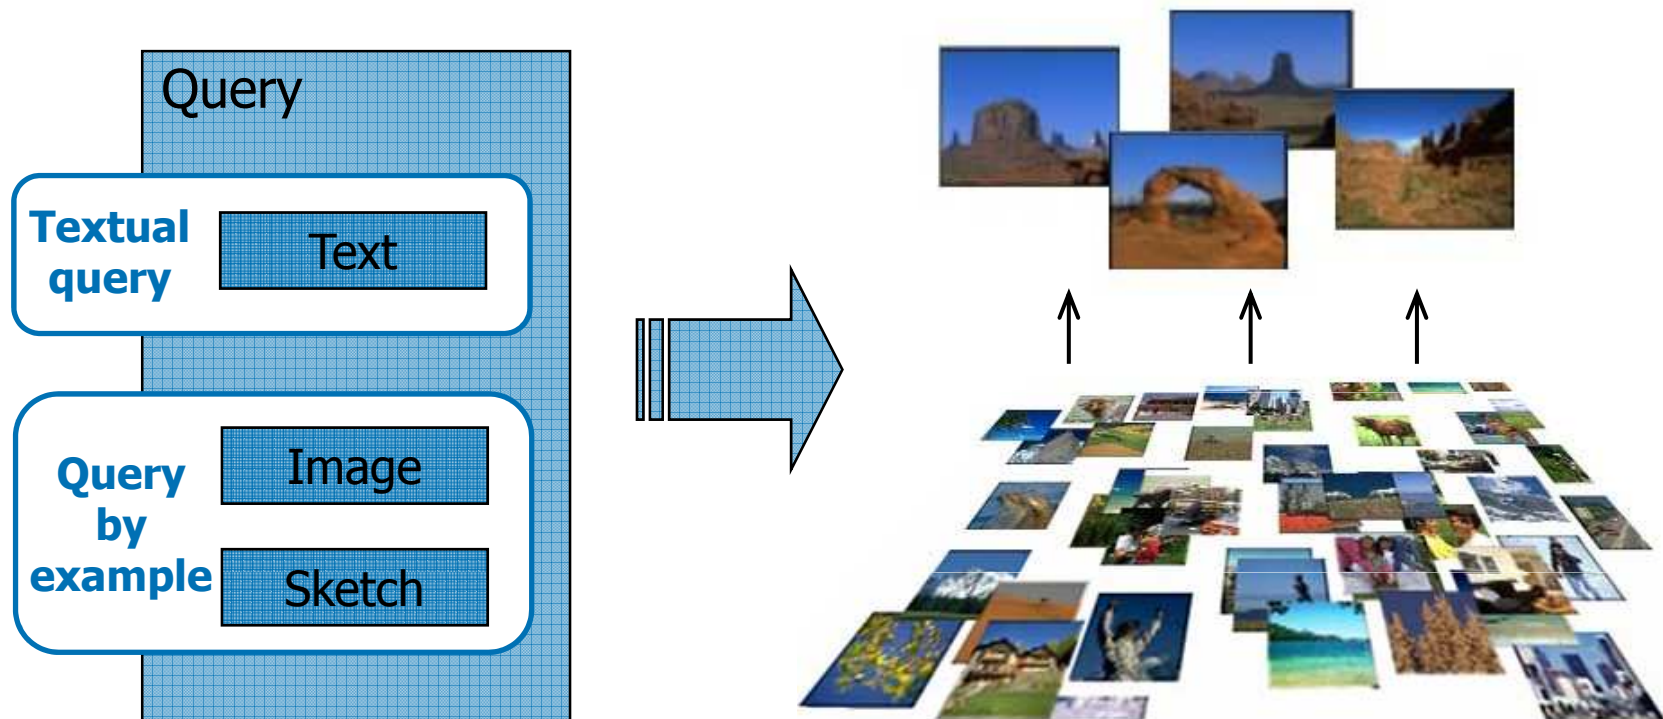 Query
Textual
query
Text
Query
by
example
Image
Sketch